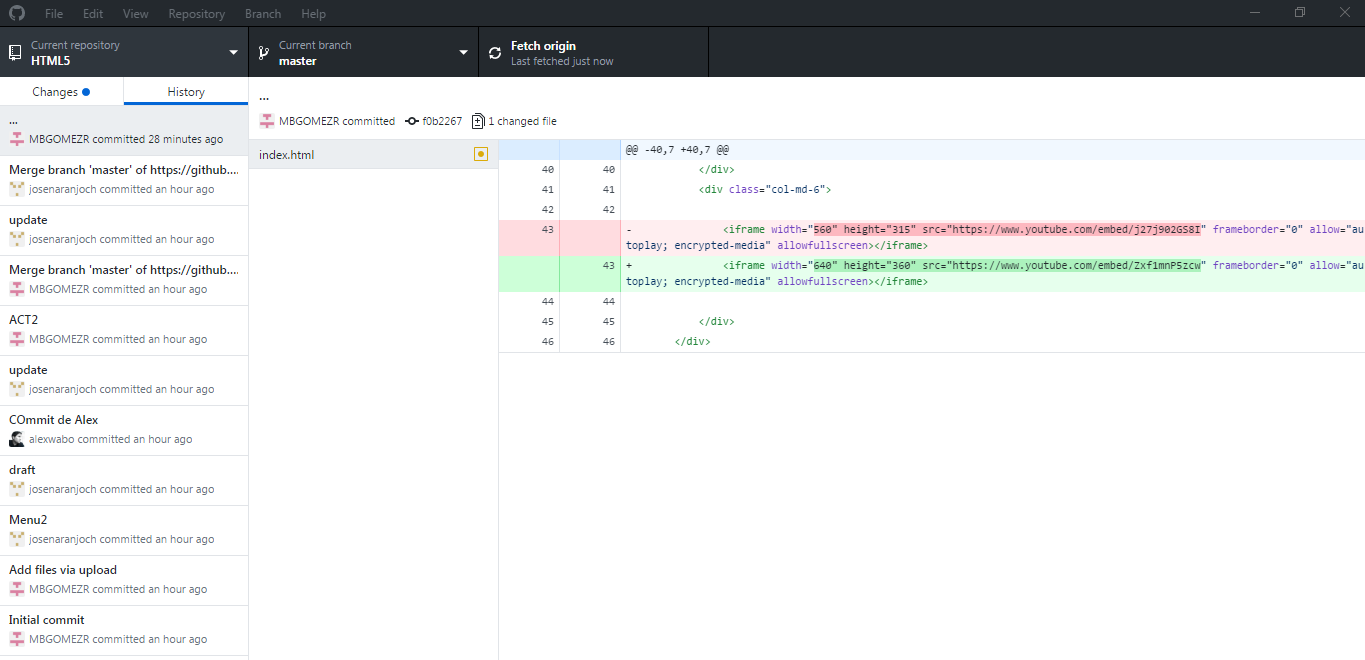 File Edit View Repository Branch Help
Current repository
HTML5
Current branch
master
Fetch origin
Last fetched just now
Changes
History
...
MBGOMEZR committed 28 minutes ago
Merge branch 'master' of https://github....
josenaranjoch committed an hour ago
update
josenaranjoch committed an hour ago
Merge branch 'master' of https://github....
MBGOMEZR committed an hour ago
ACT2
MBGOMEZR committed an hour ago
update
josenaranjoch committed an hour ago
COmmit de Alex
alexwabo committed an hour ago
draft
josenaranjoch committed an hour ago
Menu2
josenaranjoch committed an hour ago
Add files via upload
MBGOMEZR committed an hour ago
Initial commit
MBGOMEZR committed an hour ago
...
MBGOMEZR committed f0b2267 1 changed file
index.html
@@ -40,7 +40,7 @@
40 40 </div>
41 41 <div class="col-md-6">
42 42
43 - <iframe width="560" height="315" src="https://www.youtube.com/embed/j27j902GS8I" frameborder="0" allow="au
toplay; encrypted-media" allowfullscreen></iframe>
43 + <iframe width="640" height="360" src="https://www.youtube.com/embed/Zxf1mnP5zcw" frameborder="0" allow="au
toplay; encrypted-media" allowfullscreen></iframe>
44 44
45 45 </div>
46 46 </div>